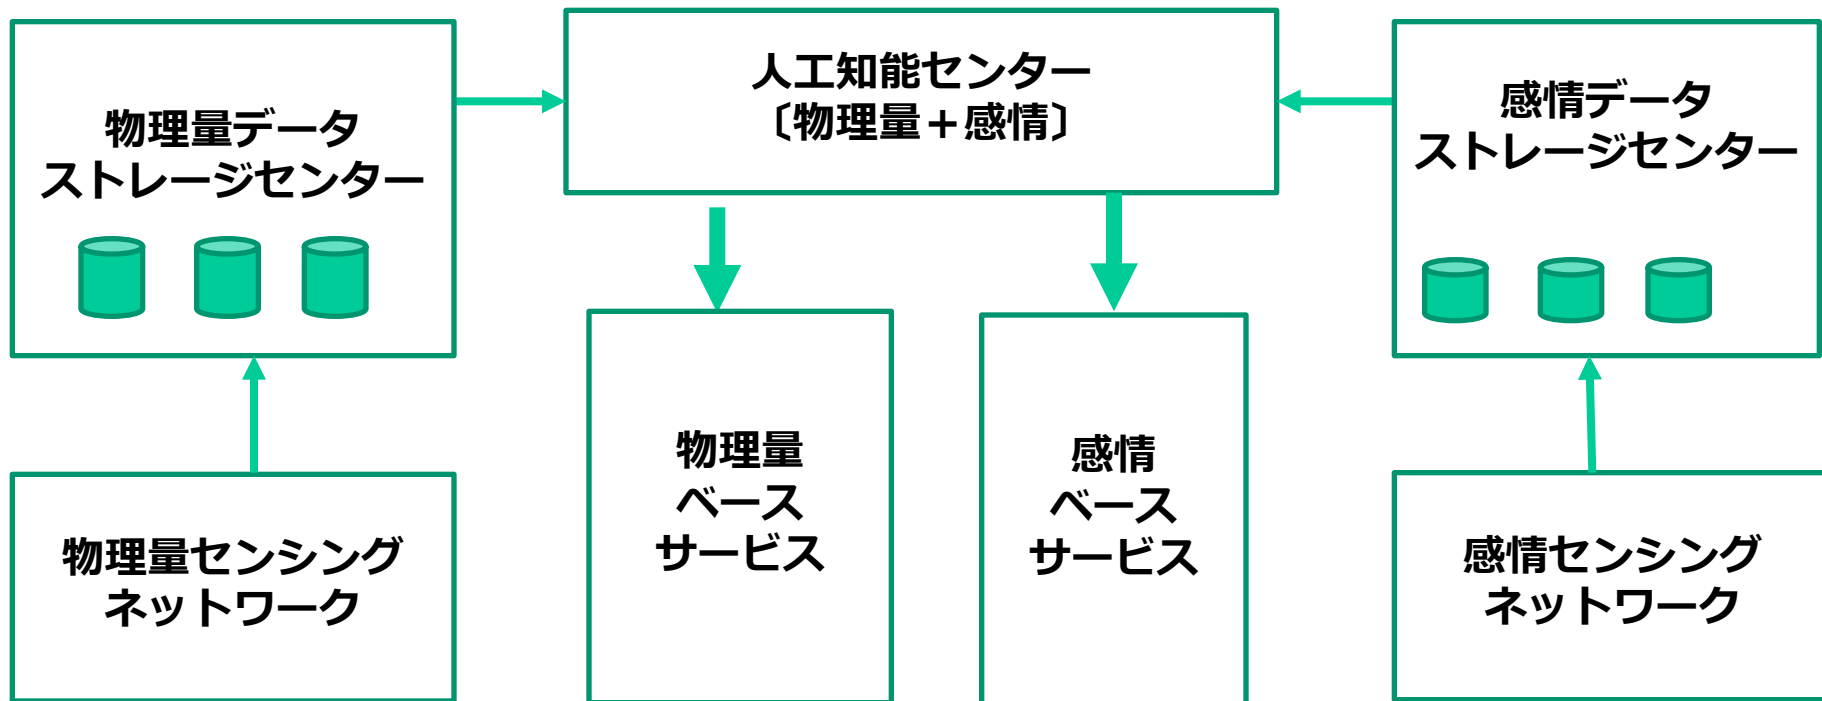 物理量データ
ストレージセンター
人工知能センター
〔物理量＋感情〕
感情データ
ストレージセンター
物理量センシング
ネットワーク
物理量
ベース
サービス
感情
ベース
サービス
感情センシング
ネットワーク